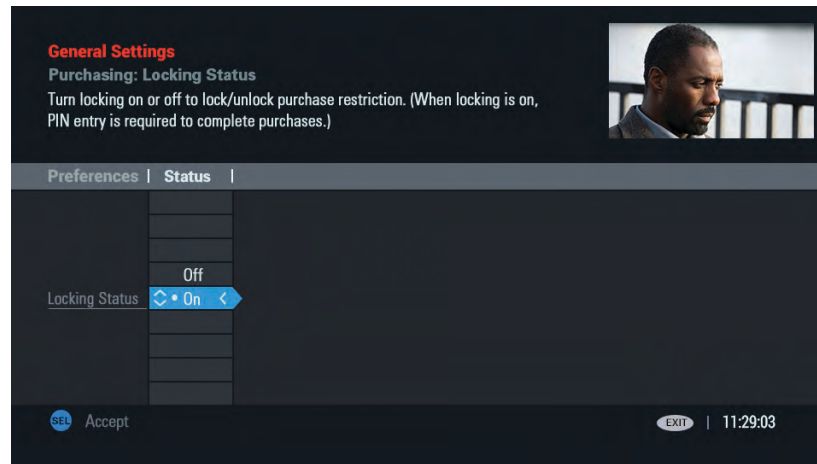 General Settings
Purchasing: Locking Status
Turn locking on or off to lock/unlock purchase restriction. (When locking is on,
PIN entry is required to complete purchases.)
Preferences | Status |
Off
Locking Status • On
SEL Accept
EXIT | 11:29:03